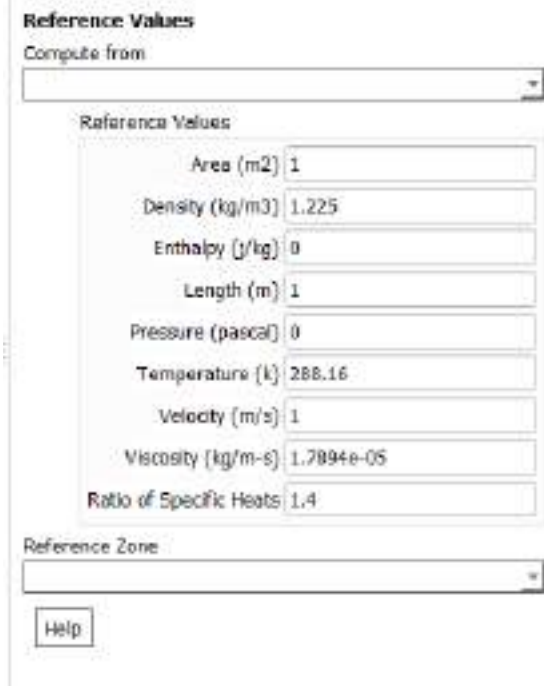 Reference Values
Compute from
Reference Values
Area (m2) 1
Density (kg/m3) 1.225
Enthalpy (j/kg) 0
Length (m) 1
Pressure (pascal) 0
Temperature (k) 288.16
Velocity (m/s) 1
Viscosity (kg/m-s) 1.7894e-05
Ratio of Specific Heats 1.4
Reference Zone
Help